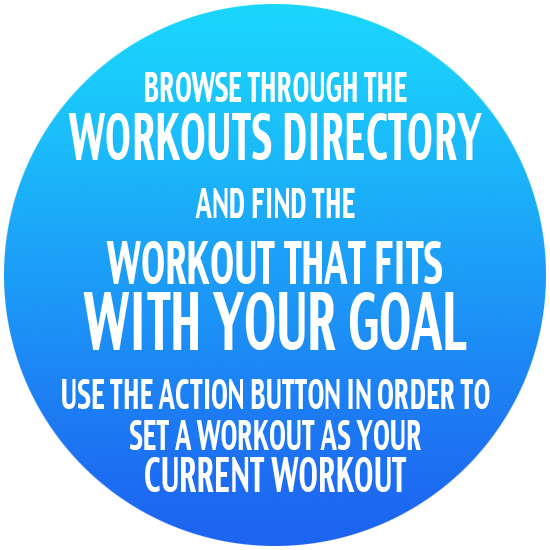 BROWSE THROUGH THE
WORKOUTS DIRECTORY
AND FIND THE
WORKOUT THAT FITS
WITH YOUR GOAL
USE THE ACTION BUTTON IN ORDER TO
SET A WORKOUT AS YOUR
CURRENT WORKOUT